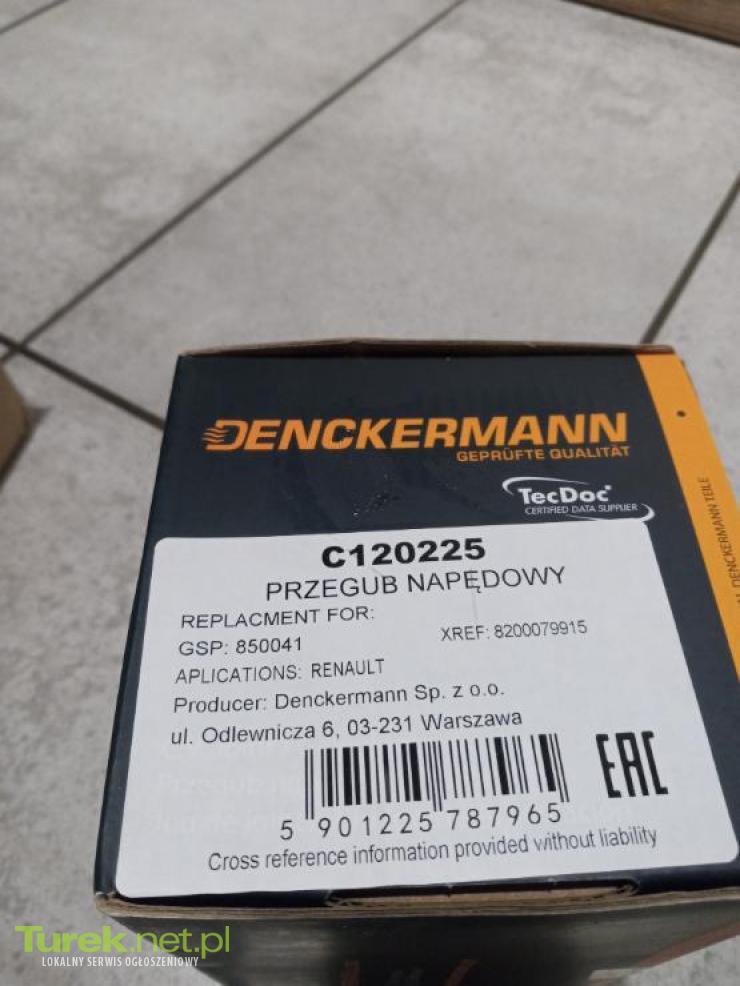 DENCKERMANN
GEPRÜFTE QUALITÄT
TecDoc
CERTIFIED DATA SUPPLIER
DENCKERMANN TEILE
C120225
PRZEGUB NAPĘDOWY
REPLACMENT FOR:
GSP: 850041
XREF: 8200079915
APLICATIONS: RENAULT
Producer: Denckermann Sp. z o.o.
ul. Odlewnicza 6, 03-231 Warszawa
EAC
5 901225 787965
Cross reference information provided without liability
Turek.net.pl
LOKALNY SERWIS OGŁOSZENIOWY